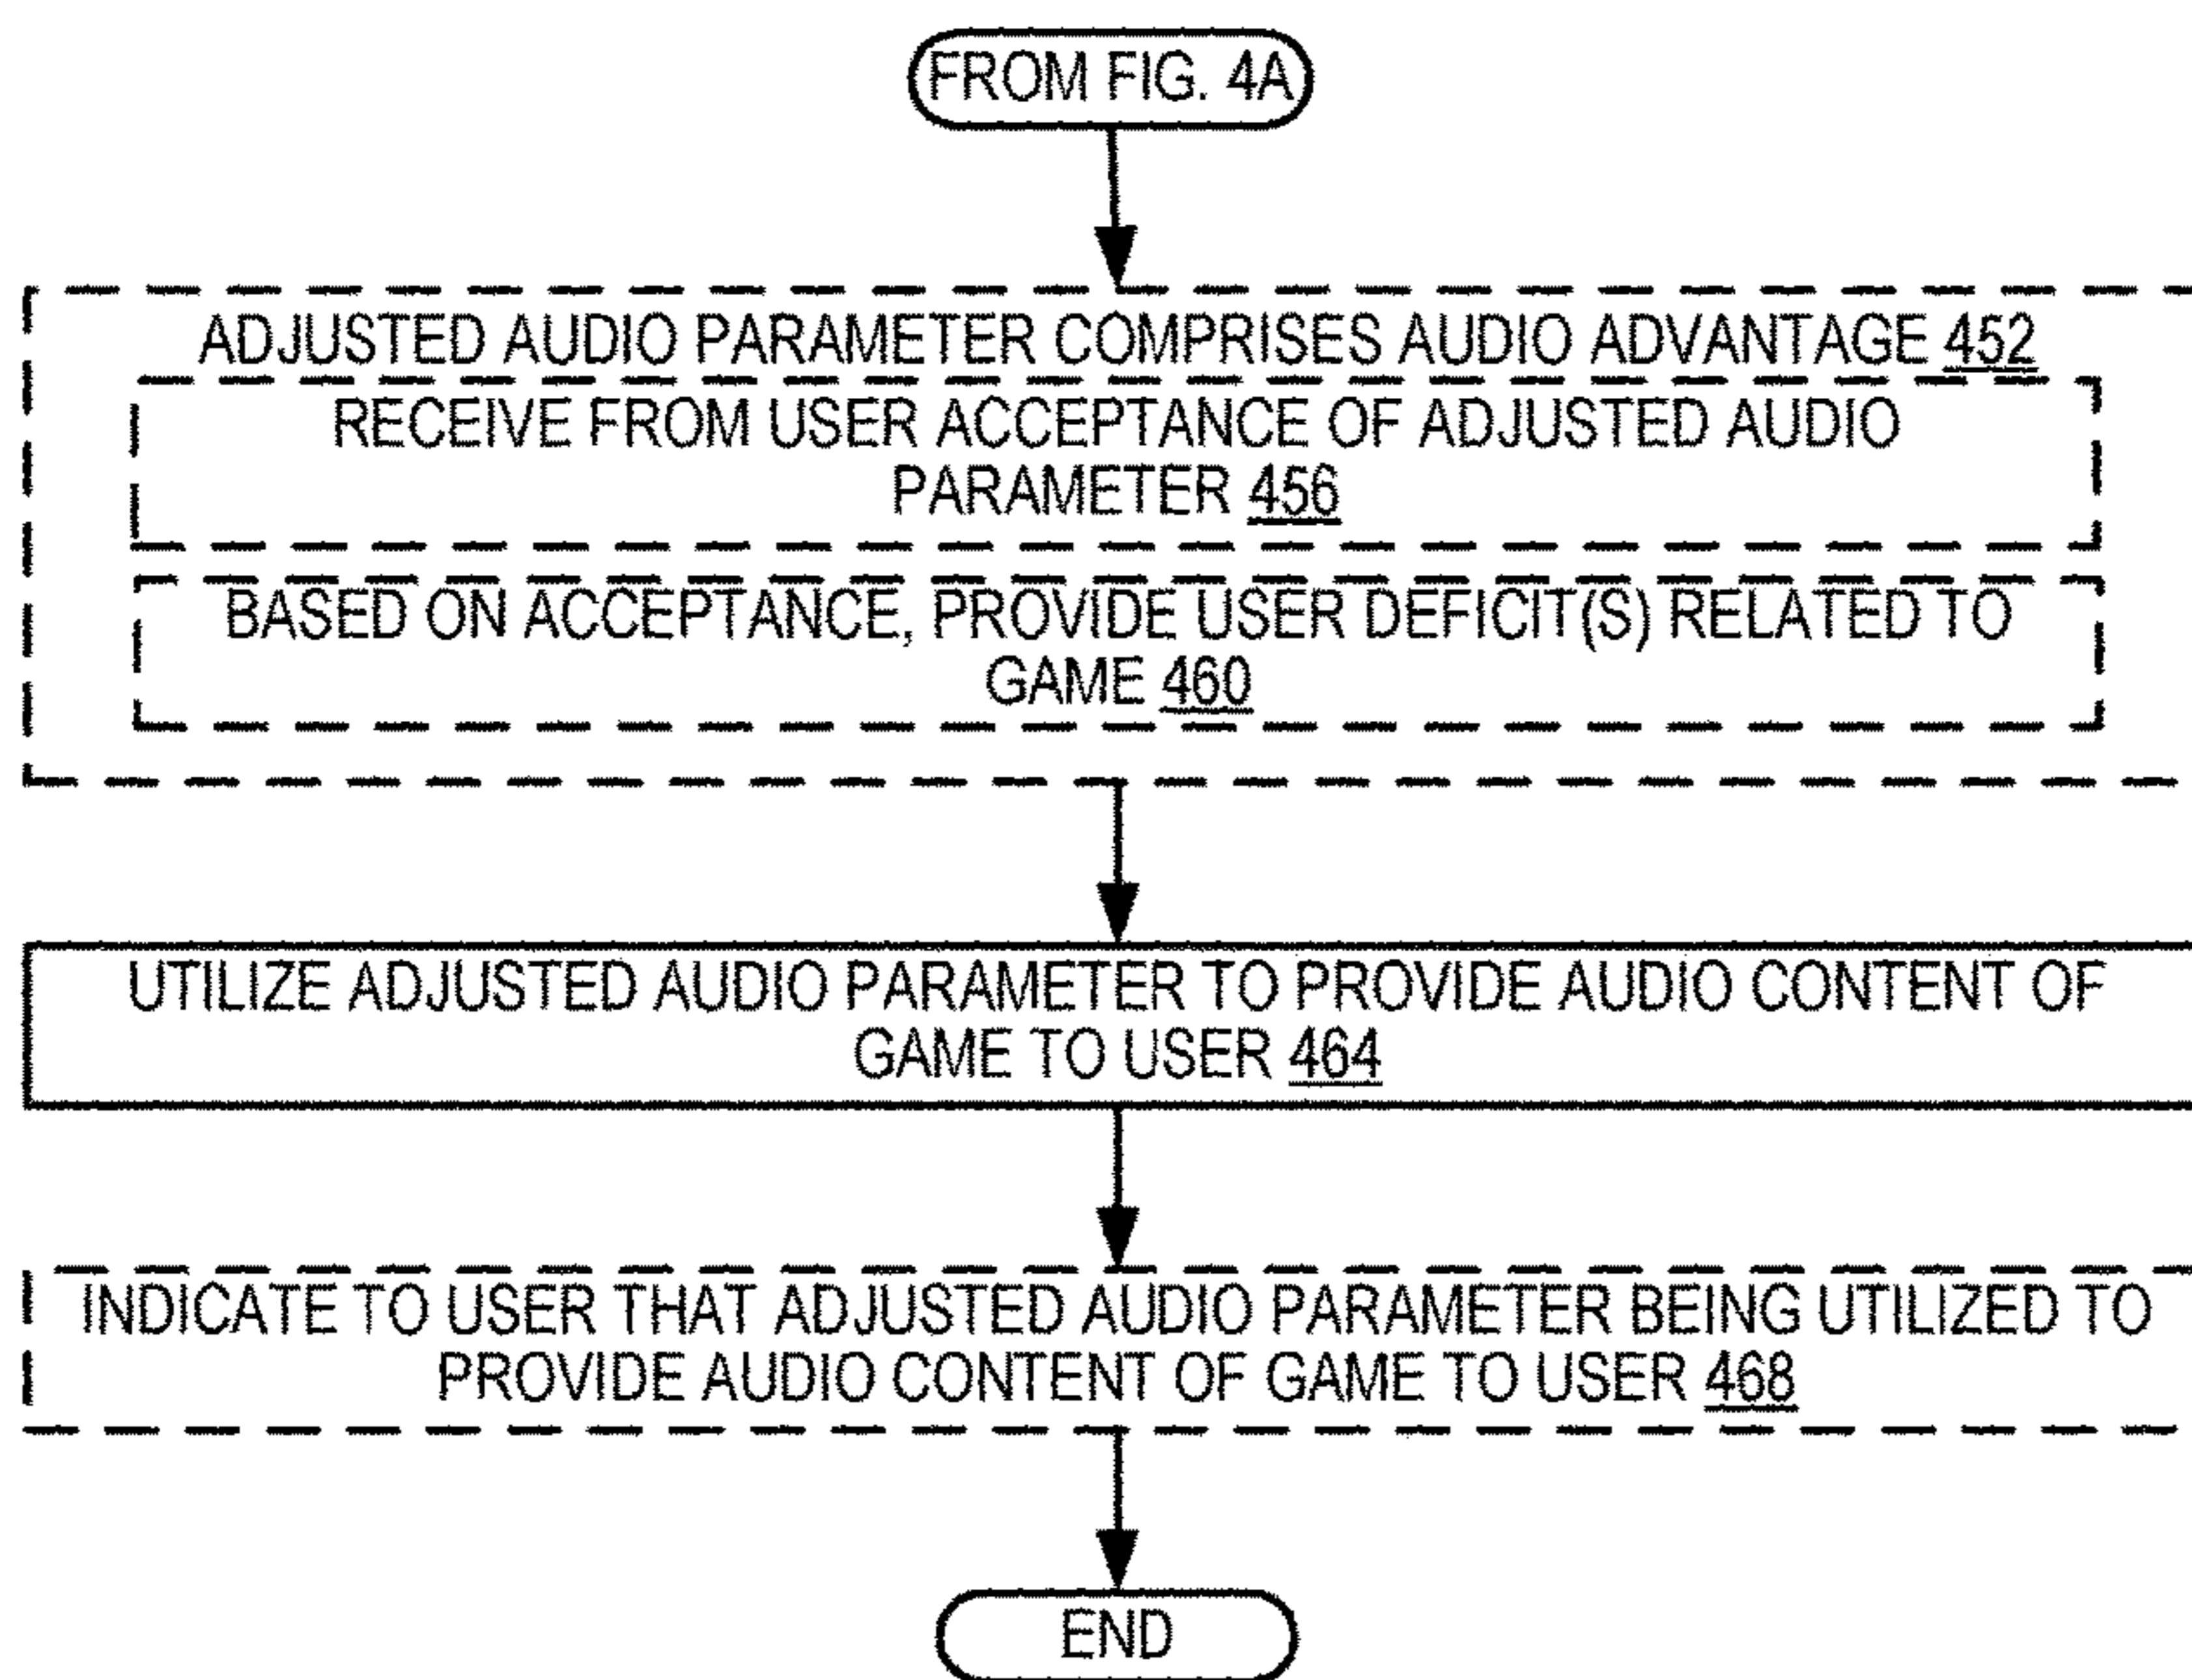 FROM FIG. 4A
ADJUSTED AUDIO PARAMETER COMPRISES AUDIO ADVANTAGE 452
RECEIVE FROM USER ACCEPTANCE OF ADJUSTED AUDIO
PARAMETER 456
BASED ON ACCEPTANCE, PROVIDE USER DEFICIT(S) RELATED TO
GAME 460
UTILIZE ADJUSTED AUDIO PARAMETER TO PROVIDE AUDIO CONTENT OF
GAME TO USER 464
INDICATE TO USER THAT ADJUSTED AUDIO PARAMETER BEING UTILIZED TO
PROVIDE AUDIO CONTENT OF GAME TO USER 468
END